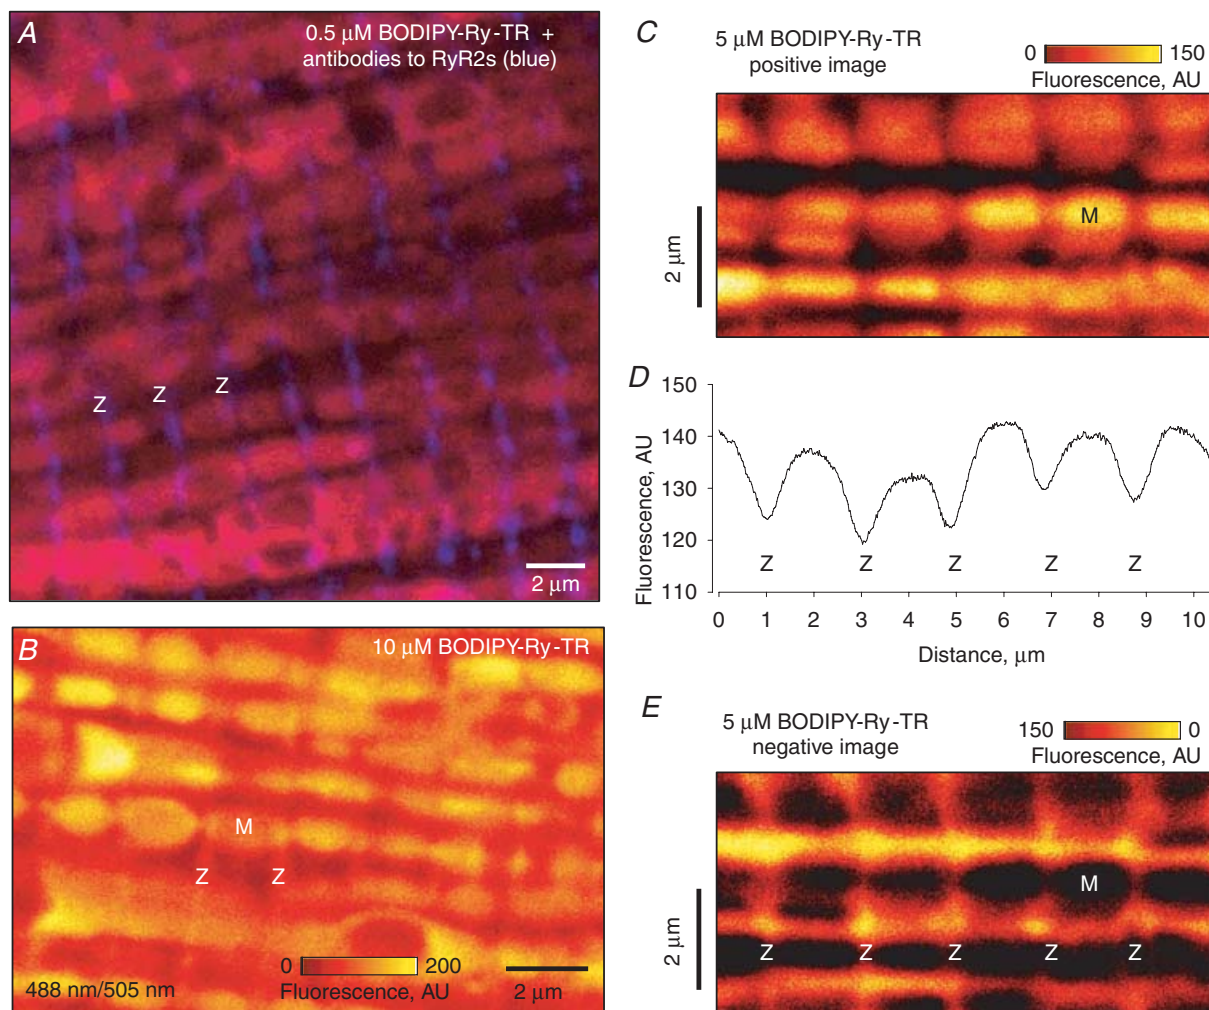 A
0.5 µM BODIPY-Ry-TR +
antibodies to RyR2s (blue)
Z
Z
Z
2 µm
B
10 µM BODIPY-Ry-TR
M
Z
Z
0
200
Fluorescence, AU
488 nm/505 nm
2 µm
C
5 µM BODIPY-Ry-TR
positive image
0
150
Fluorescence, AU
M
2 µm
D
Fluorescence, AU
150
140
130
120
110
Z
Z
Z
Z
Z
0 1 2 3 4 5 6 7 8 9 10
Distance, µm
E
5 µM BODIPY-Ry-TR
negative image
150
0
Fluorescence, AU
M
2 µm
Z
Z
Z
Z
Z